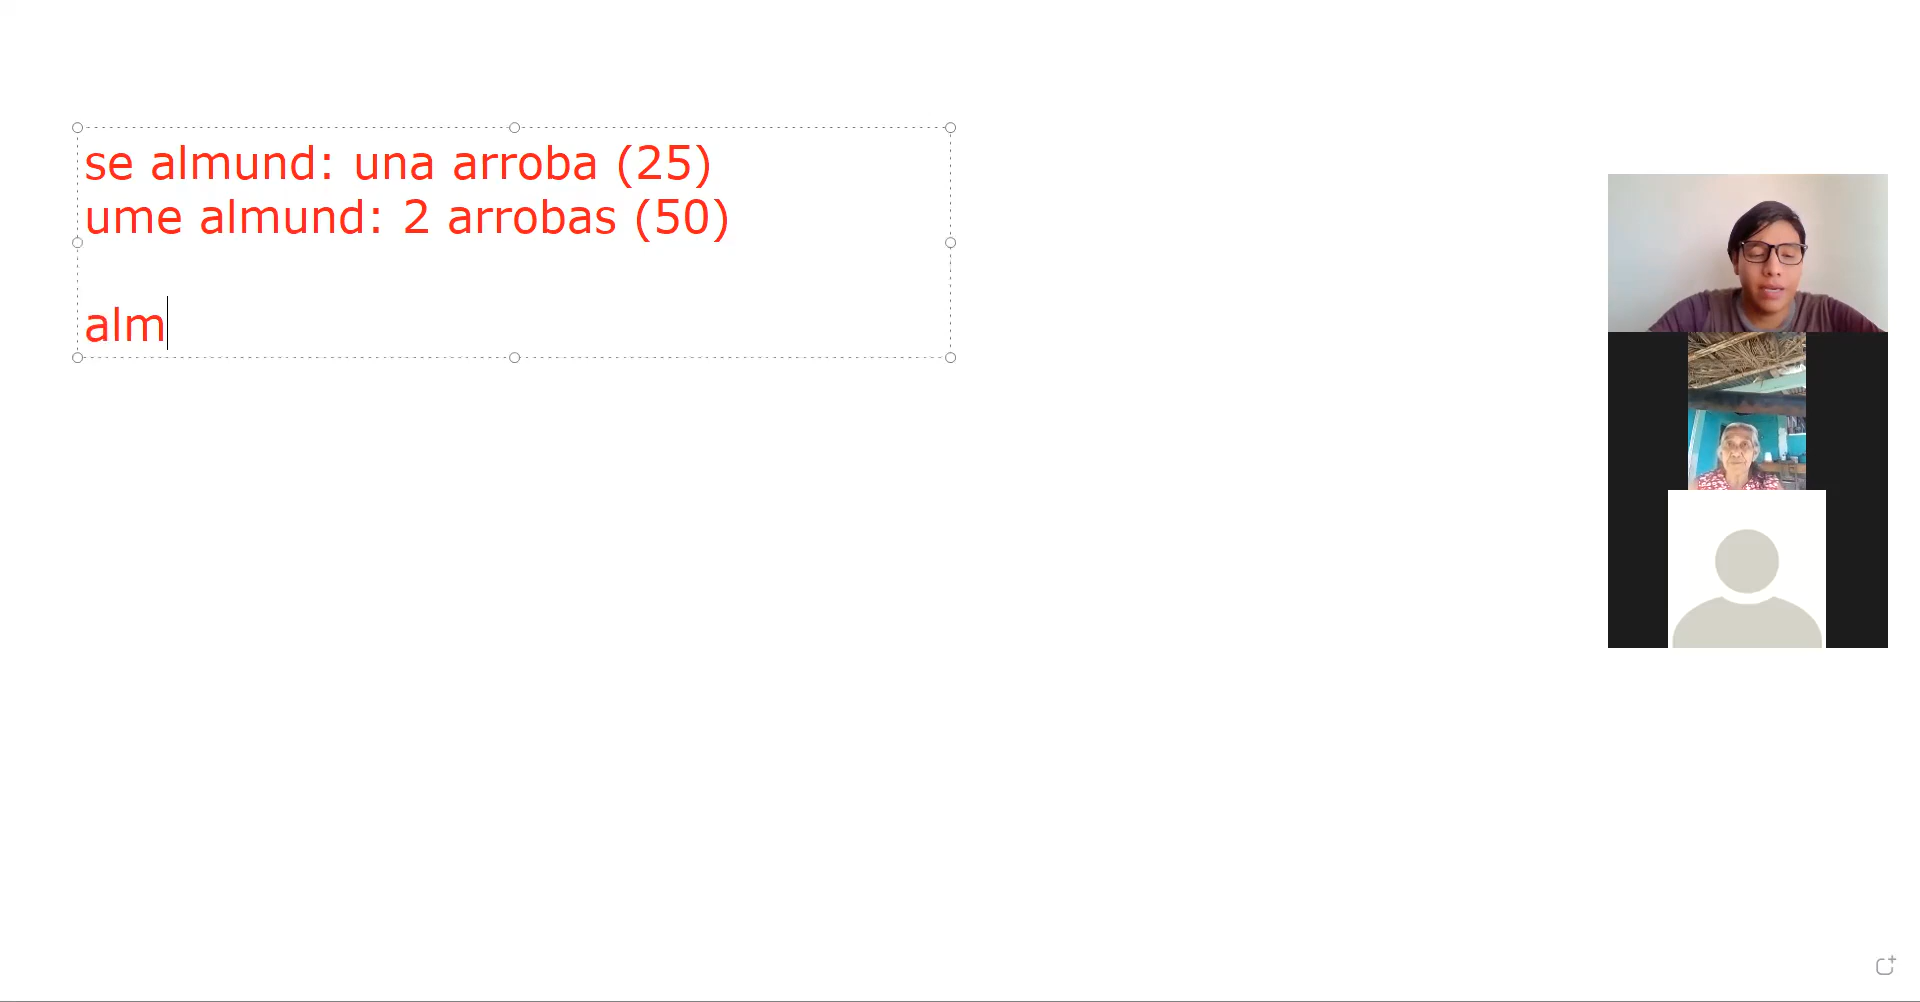 se almund: una arroba (25)
ume almund: 2 arrobas (50)
alm